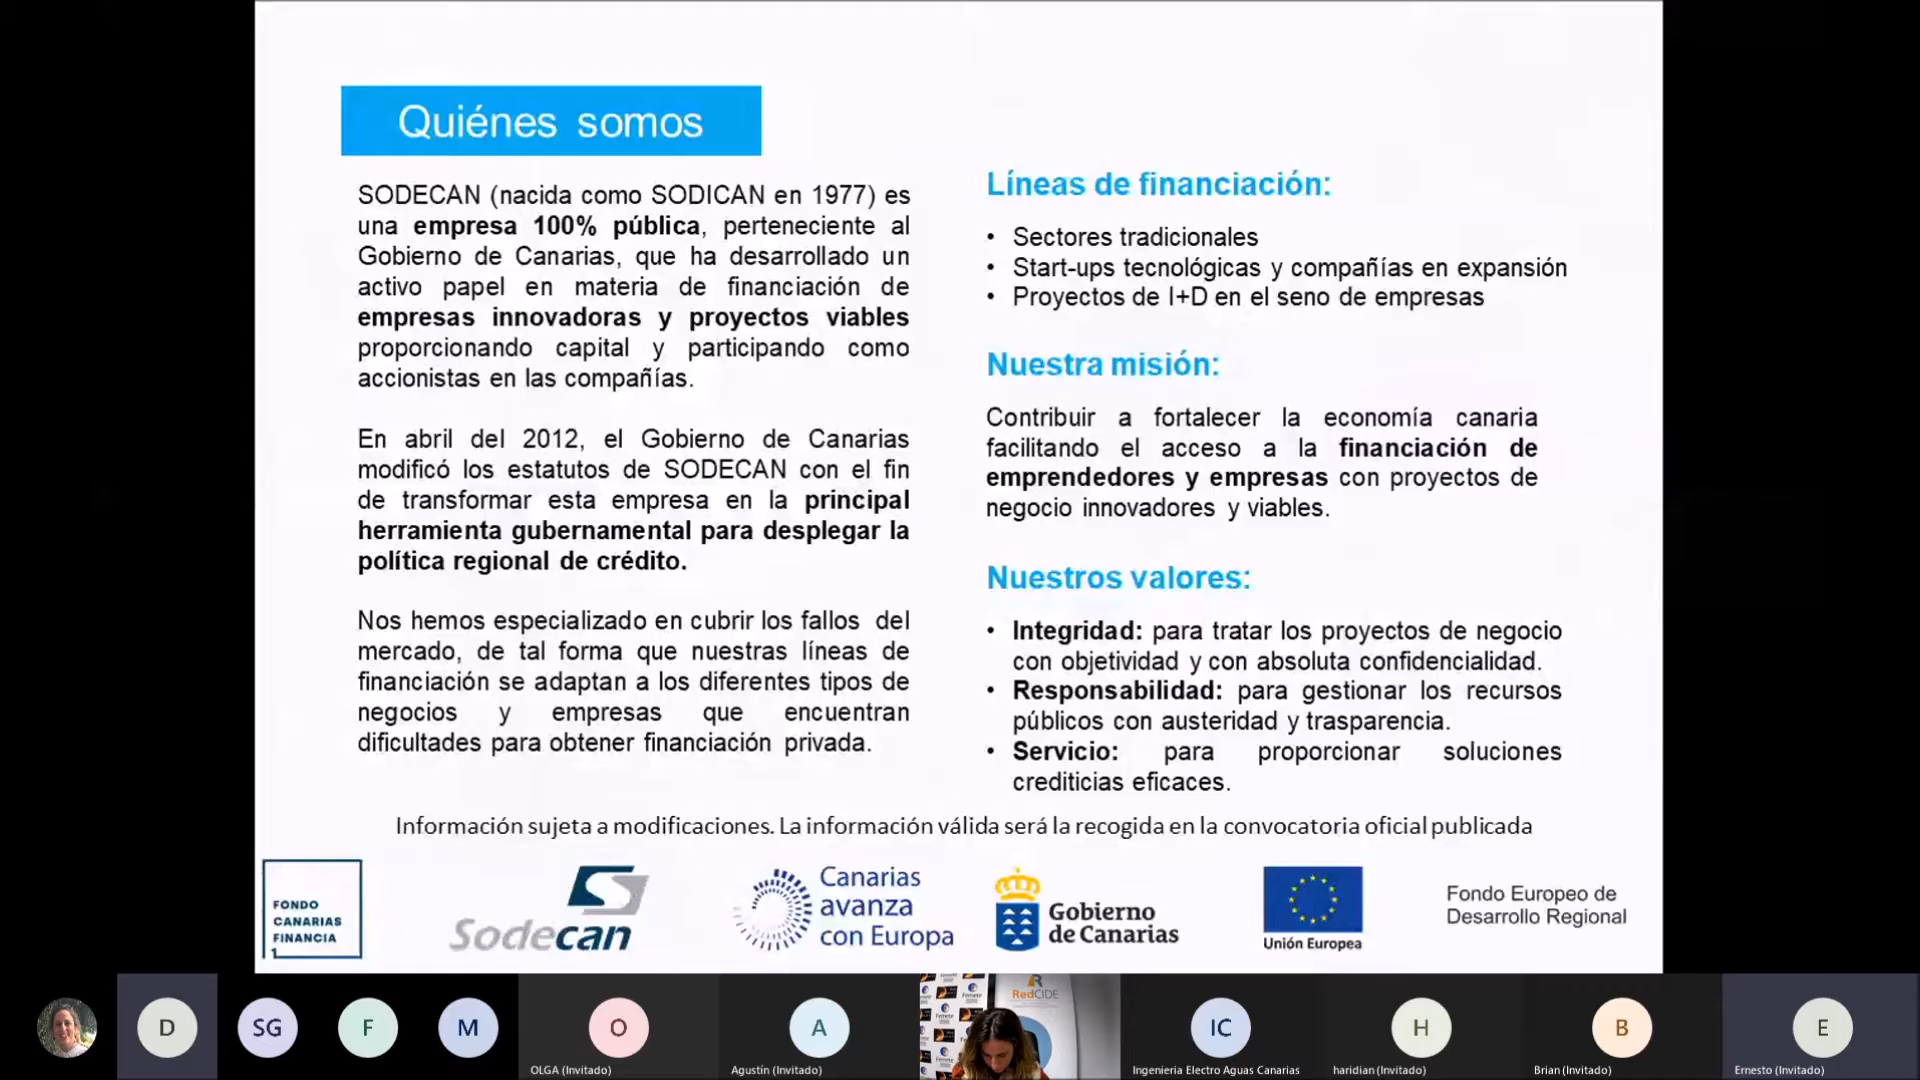 Quiénes somos
SODECAN (nacida como SODICAN en 1977) es
una empresa 100% pública, perteneciente al
Gobierno de Canarias, que ha desarrollado un
activo papel en materia de financiación de
empresas innovadoras y proyectos viables
proporcionando capital y participando como
accionistas en las compañías.
En abril del 2012, el Gobierno de Canarias
modificó los estatutos de SODECAN con el fin
de transformar esta empresa en la principal
herramienta gubernamental para desplegar la
política regional de crédito.
Nos hemos especializado en cubrir los fallos del
mercado, de tal forma que nuestras líneas de
financiación se adaptan a los diferentes tipos de
negocios y empresas que encuentran
dificultades para obtener financiación privada.
Líneas de financiación:
• Sectores tradicionales
• Start-ups tecnológicas y compañías en expansión
• Proyectos de I+D en el seno de empresas
Nuestra misión:
Contribuir a fortalecer la economía canaria
facilitando el acceso a la financiación de
emprendedores y empresas con proyectos de
negocio innovadores y viables.
Nuestros valores:
• Integridad: para tratar los proyectos de negocio
con objetividad y con absoluta confidencialidad.
• Responsabilidad: para gestionar los recursos
públicos con austeridad y trasparencia.
• Servicio: para proporcionar soluciones
crediticias eficaces.
Información sujeta a modificaciones. La información válida será la recogida en la convocatoria oficial publicada
FONDO
CANARIAS
FINANCIA
1
Sodecan
Canarias
avanza
con Europa
Gobierno
de Canarias
Unión Europea
Fondo Europeo de
Desarrollo Regional
D
SG
F
M
O
OLGA (Invitado)
A
Agustín (Invitado)
RedCIDE
Femete
IC
Ingenieria Electro Aguas Canarias
H
haridian (Invitado)
B
Brian (Invitado)
E
Ernesto (Invitado)